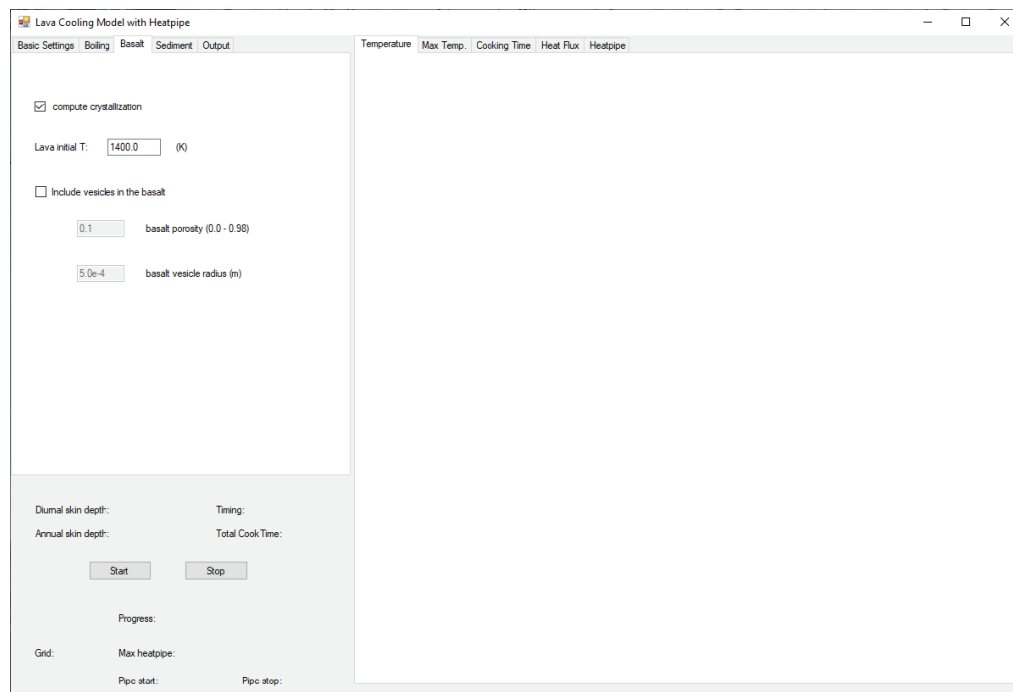 Lava Cooling Model with Heatpipe
Basic Settings Boiling Basalt Sediment Output
Temperature Max Temp. Cooking Time Heat Flux Heatpipe
compute crystallization
Lava initial T: 1400.0 (K)
Include vesicles in the basalt
0.1 basalt porosity (0.0 - 0.98)
5.0e-4 basalt vesicle radius (m)
Diurnal skin depth: Timing:
Annual skin depth: Total Cook Time:
Start Stop
Progress:
Grid: Max heatpipe:
Pipe start: Pipe stop: